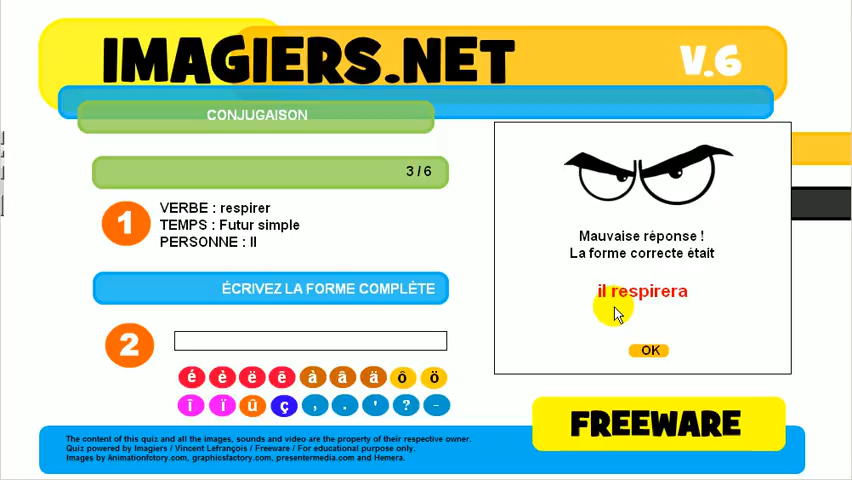 IMAGIERS.NET
V.6
CONJUGAISON
3 / 6
1
VERBE : respirer
TEMPS : Futur simple
PERSONNE : Il
ÉCRIVEZ LA FORME COMPLÈTE
2
é è ë ê à â ä ô ö
î ï û ç , . ' ? -
Mauvaise réponse !
La forme correcte était
il respirera
OK
FREEWARE
The content of this quiz and all the images, sounds and video are the property of their respective owner.
Quiz powered by Imagiers / Vincent Lefrançois / Freeware / For educational purpose only.
Images by Animationfctory.com, graphicsfactory.com, presentermedia.com and Hemera.